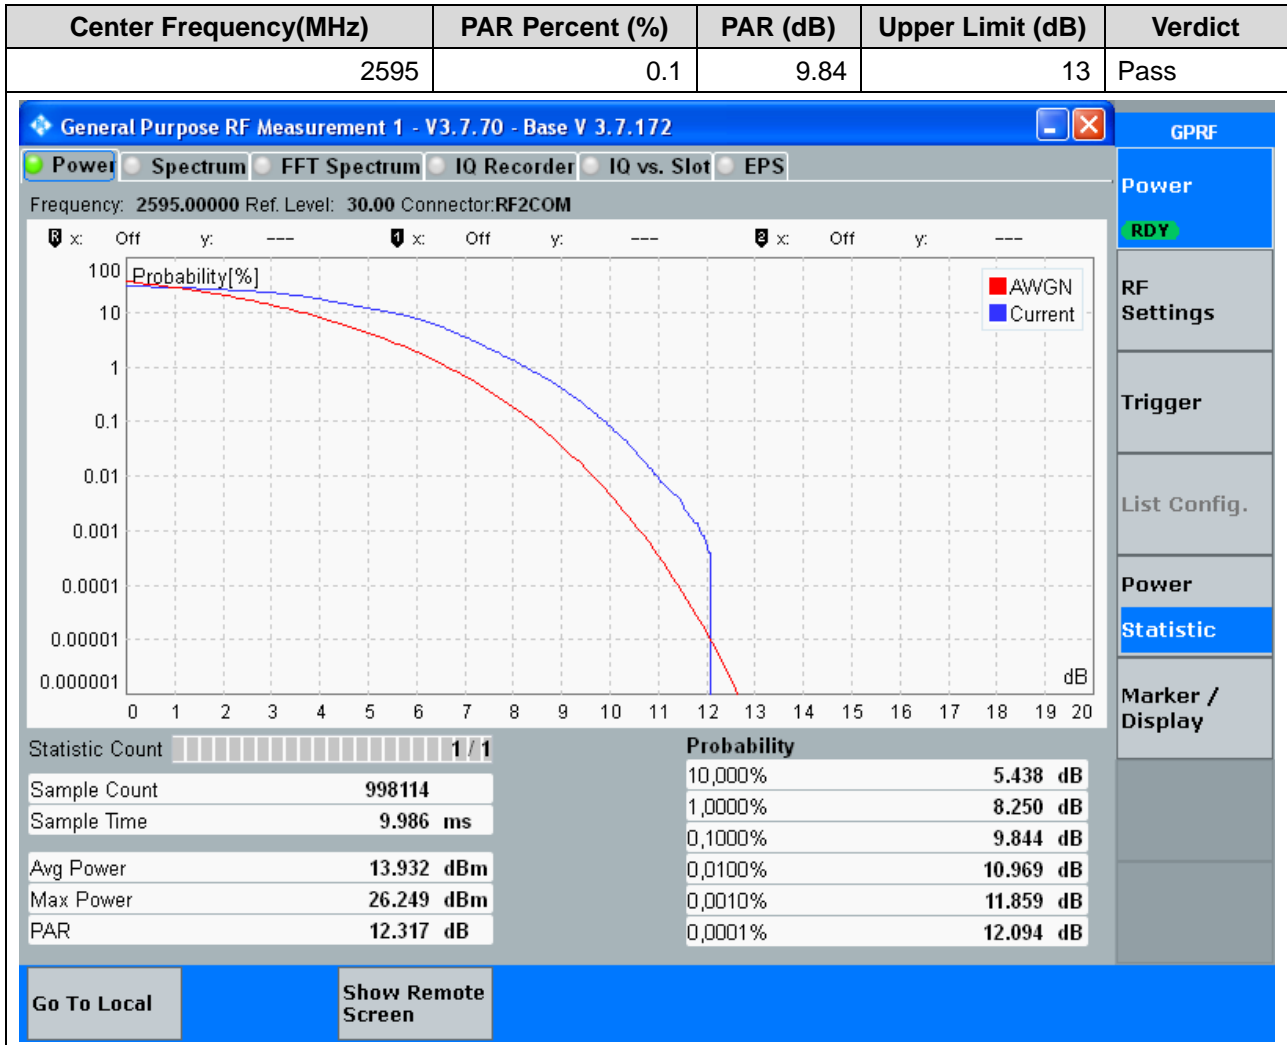 Center Frequency(MHz) PAR Percent (%) PAR (dB) Upper Limit (dB) Verdict
2595 0.1 9.84 13 Pass
General Purpose RF Measurement 1 - V3.7.70 - Base V 3.7.172
GPRF
Power Spectrum FFT Spectrum IQ Recorder IQ vs. Slot EPS
Frequency: 2595.00000 Ref. Level: 30.00 Connector:RF2COM
R x: Off y: --- 1 x: Off y: --- 2 x: Off y: ---
Probability[%]
100
10
1
0.1
0.01
0.001
0.0001
0.00001
0.000001
AWGN
Current
dB
0 1 2 3 4 5 6 7 8 9 10 11 12 13 14 15 16 17 18 19 20
Statistic Count 1 / 1
Sample Count 998114
Sample Time 9.986 ms
Avg Power 13.932 dBm
Max Power 26.249 dBm
PAR 12.317 dB
Probability
10,000% 5.438 dB
1,0000% 8.250 dB
0,1000% 9.844 dB
0,0100% 10.969 dB
0,0010% 11.859 dB
0,0001% 12.094 dB
Power
RDY
RF
Settings
Trigger
List Config.
Power
Statistic
Marker /
Display
Go To Local
Show Remote
Screen